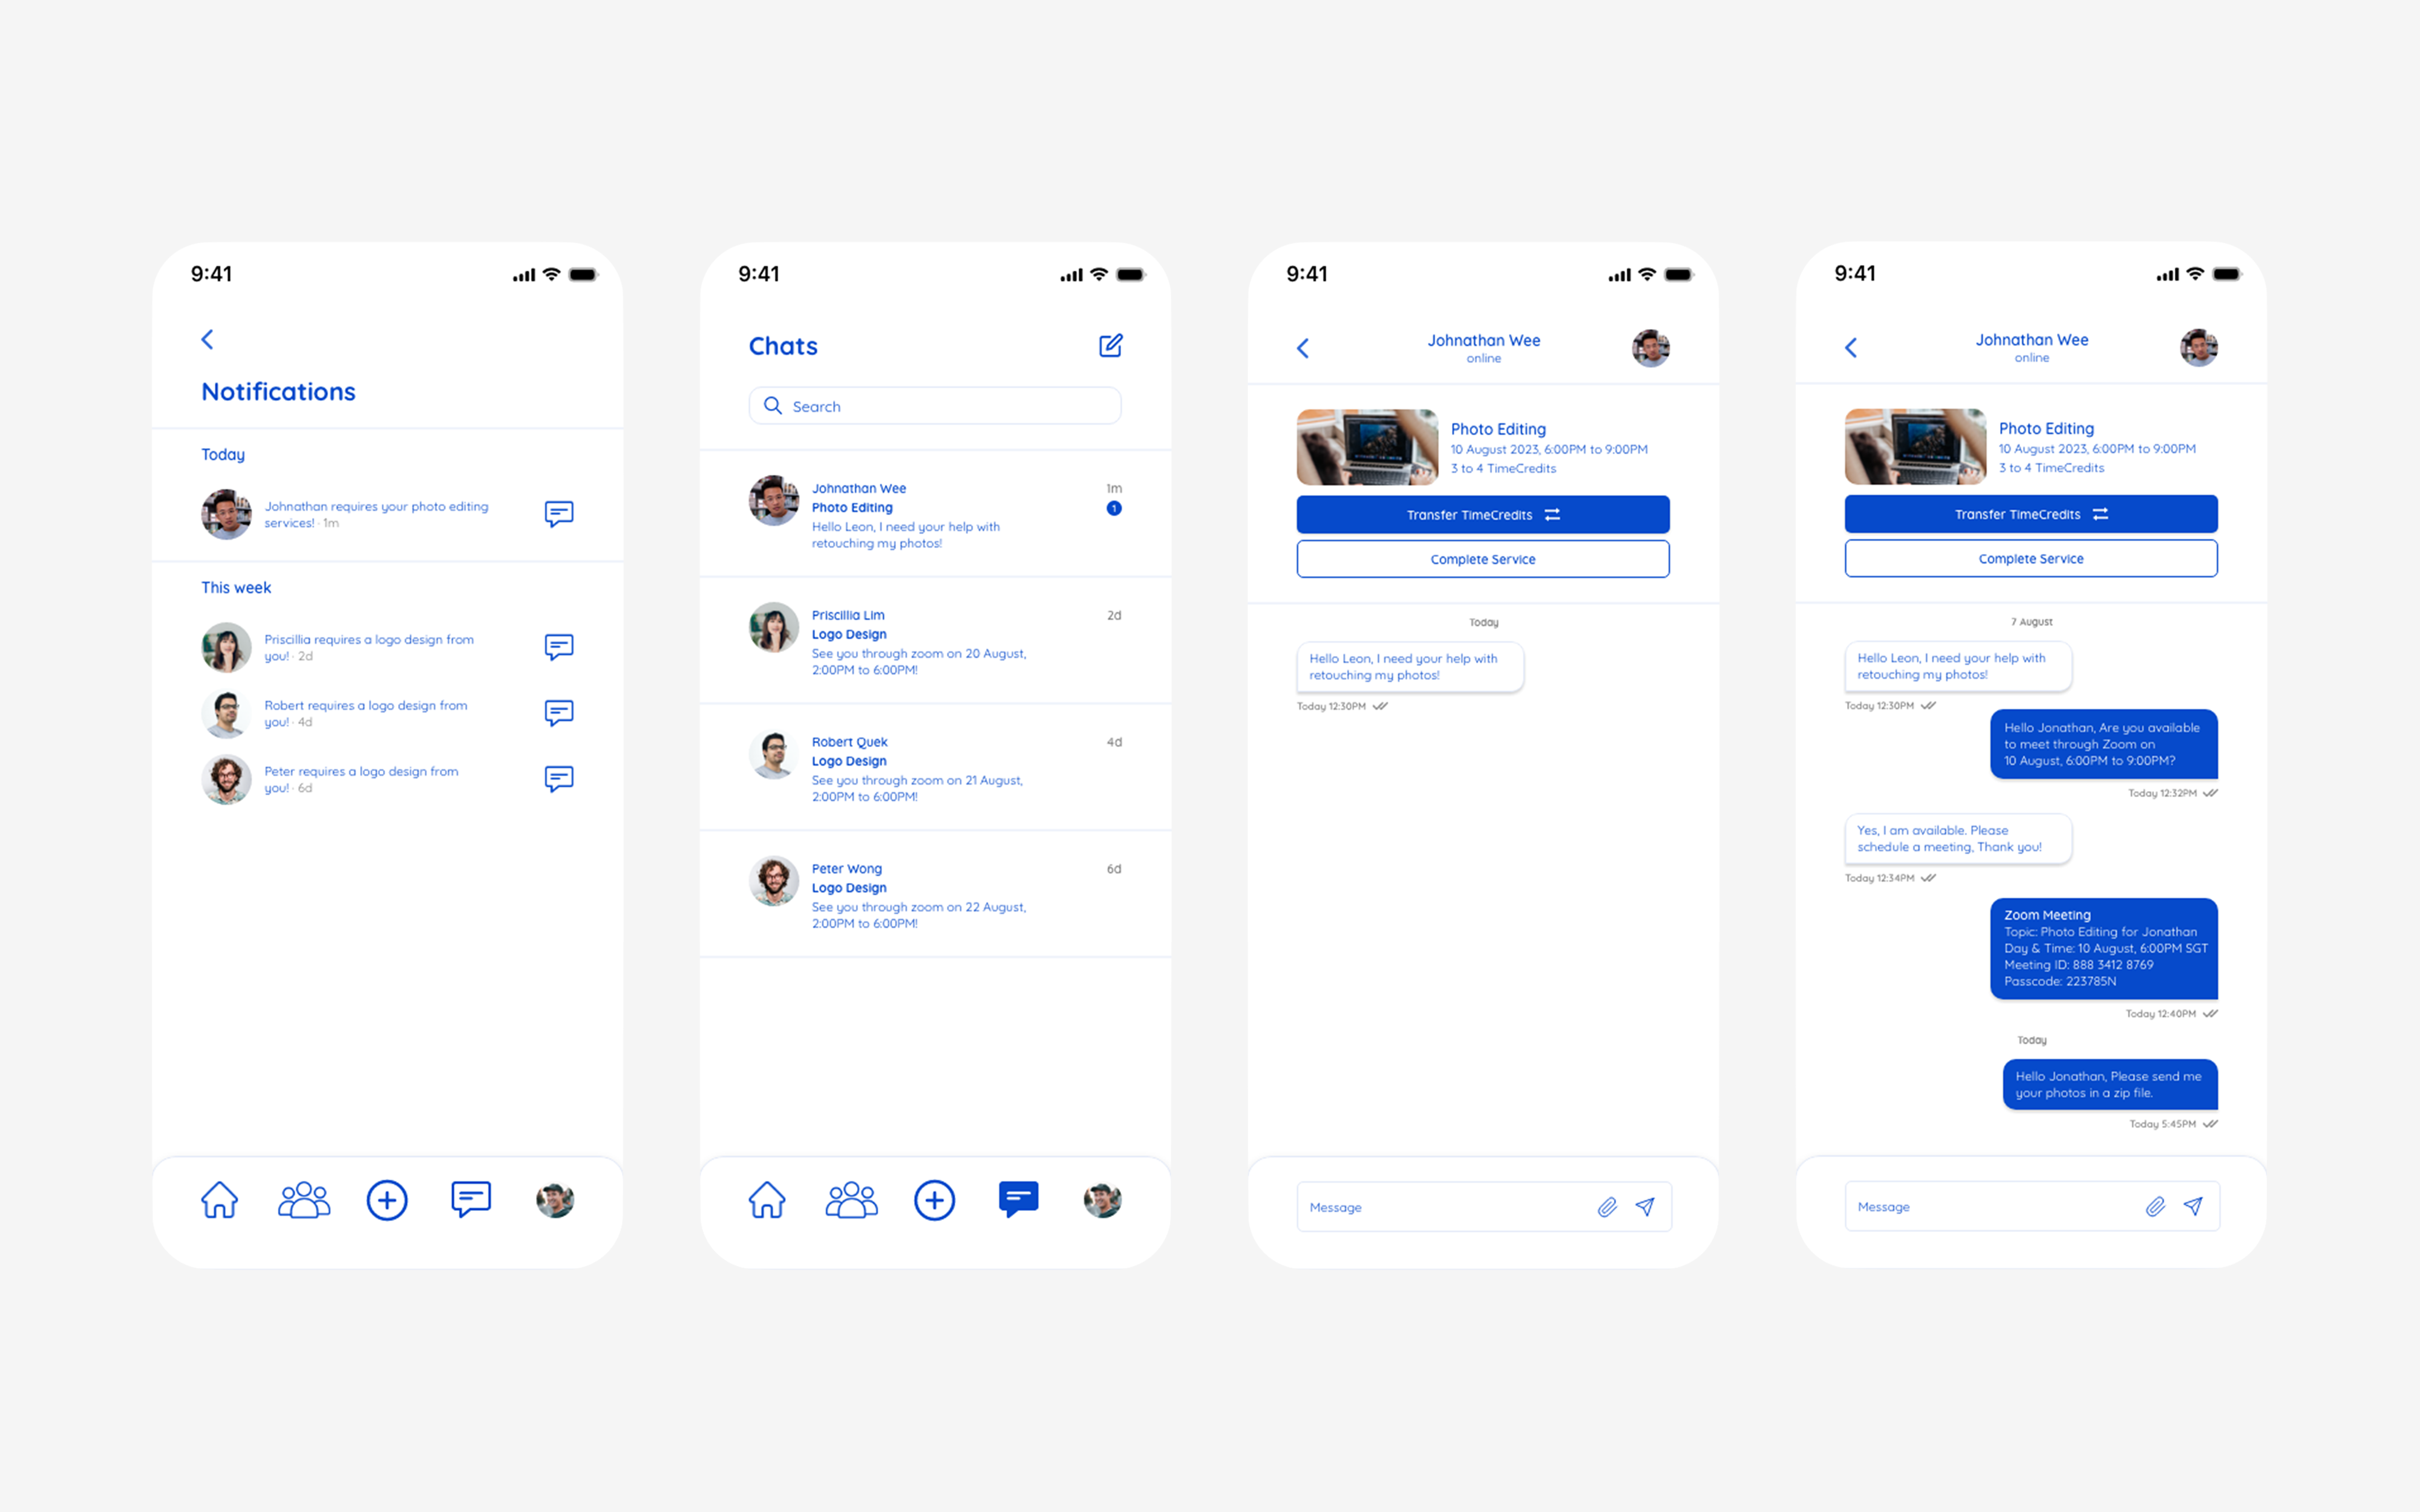 9:41
Notifications
Today
Johnathan requires your photo editing
services! · 1m
This week
Priscillia requires a logo design from
you! · 2d
Robert requires a logo design from
you! · 4d
Peter requires a logo design from
you! · 6d
9:41
Chats
Search
Johnathan Wee
1m
Photo Editing
1
Hello Leon, I need your help with
retouching my photos!
Priscillia Lim
2d
Logo Design
See you through zoom on 20 August,
2:00PM to 6:00PM!
Robert Quek
4d
Logo Design
See you through zoom on 21 August,
2:00PM to 6:00PM!
Peter Wong
6d
Logo Design
See you through zoom on 22 August,
2:00PM to 6:00PM!
9:41
Johnathan Wee
online
Photo Editing
10 August 2023, 6:00PM to 9:00PM
3 to 4 TimeCredits
Transfer TimeCredits
Complete Service
Today
Hello Leon, I need your help with
retouching my photos!
Today 12:30PM
Message
9:41
Johnathan Wee
online
Photo Editing
10 August 2023, 6:00PM to 9:00PM
3 to 4 TimeCredits
Transfer TimeCredits
Complete Service
7 August
Hello Leon, I need your help with
retouching my photos!
Today 12:30PM
Hello Jonathan, Are you available
to meet through Zoom on
10 August, 6:00PM to 9:00PM?
Today 12:32PM
Yes, I am available. Please
schedule a meeting, Thank you!
Today 12:34PM
Zoom Meeting
Topic: Photo Editing for Jonathan
Day & Time: 10 August, 6:00PM SGT
Meeting ID: 888 3412 8769
Passcode: 223785N
Today 12:40PM
Today
Hello Jonathan, Please send me
your photos in a zip file.
Today 5:45PM
Message